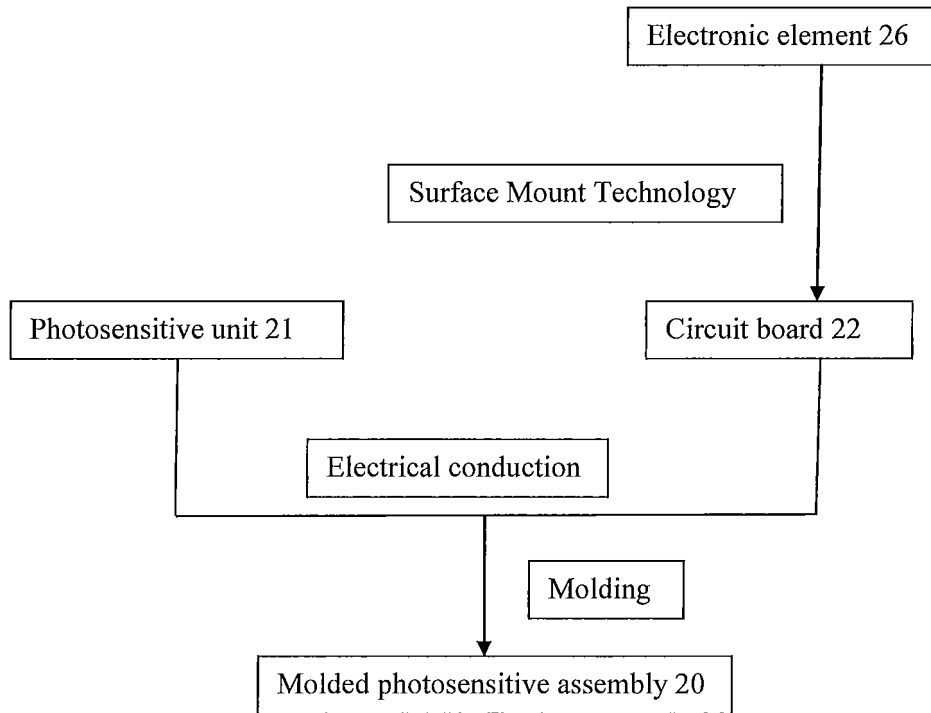 Electronic element 26
Surface Mount Technology
Photosensitive unit 21
Circuit board 22
Electrical conduction
Molding
Molded photosensitive assembly 20